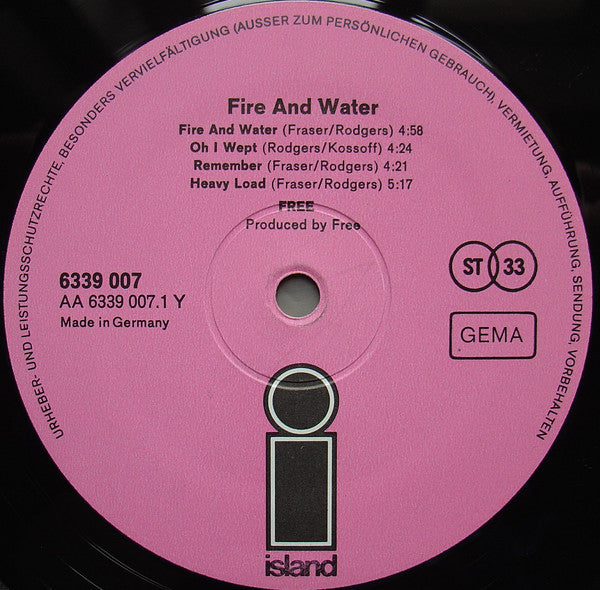 URHEBER- UND LEISTUNGSSCHUTZRECHTE, BESONDERS VERVIELFÄLTIGUNG (AUSSER ZUM PERSÖNLICHEN GEBRAUCH), VERMIETUNG, AUFFÜHRUNG, SENDUNG, VORBEHALTEN
Fire And Water
Fire And Water (Fraser/Rodgers) 4:58
Oh I Wept (Rodgers/Kossoff) 4:24
Remember (Fraser/Rodgers) 4:21
Heavy Load (Fraser/Rodgers) 5:17
FREE
Produced by Free
6339 007
AA 6339 007.1 Y
Made in Germany
ST 33
GEMA
i
island